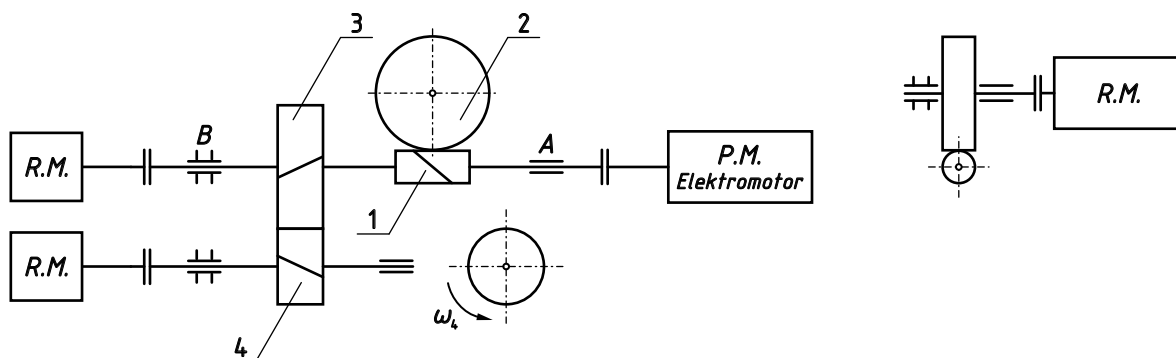 3
2
R.M.
B
A
P.M.
Elektromotor
R.M.
1
R.M.
ω₄
4